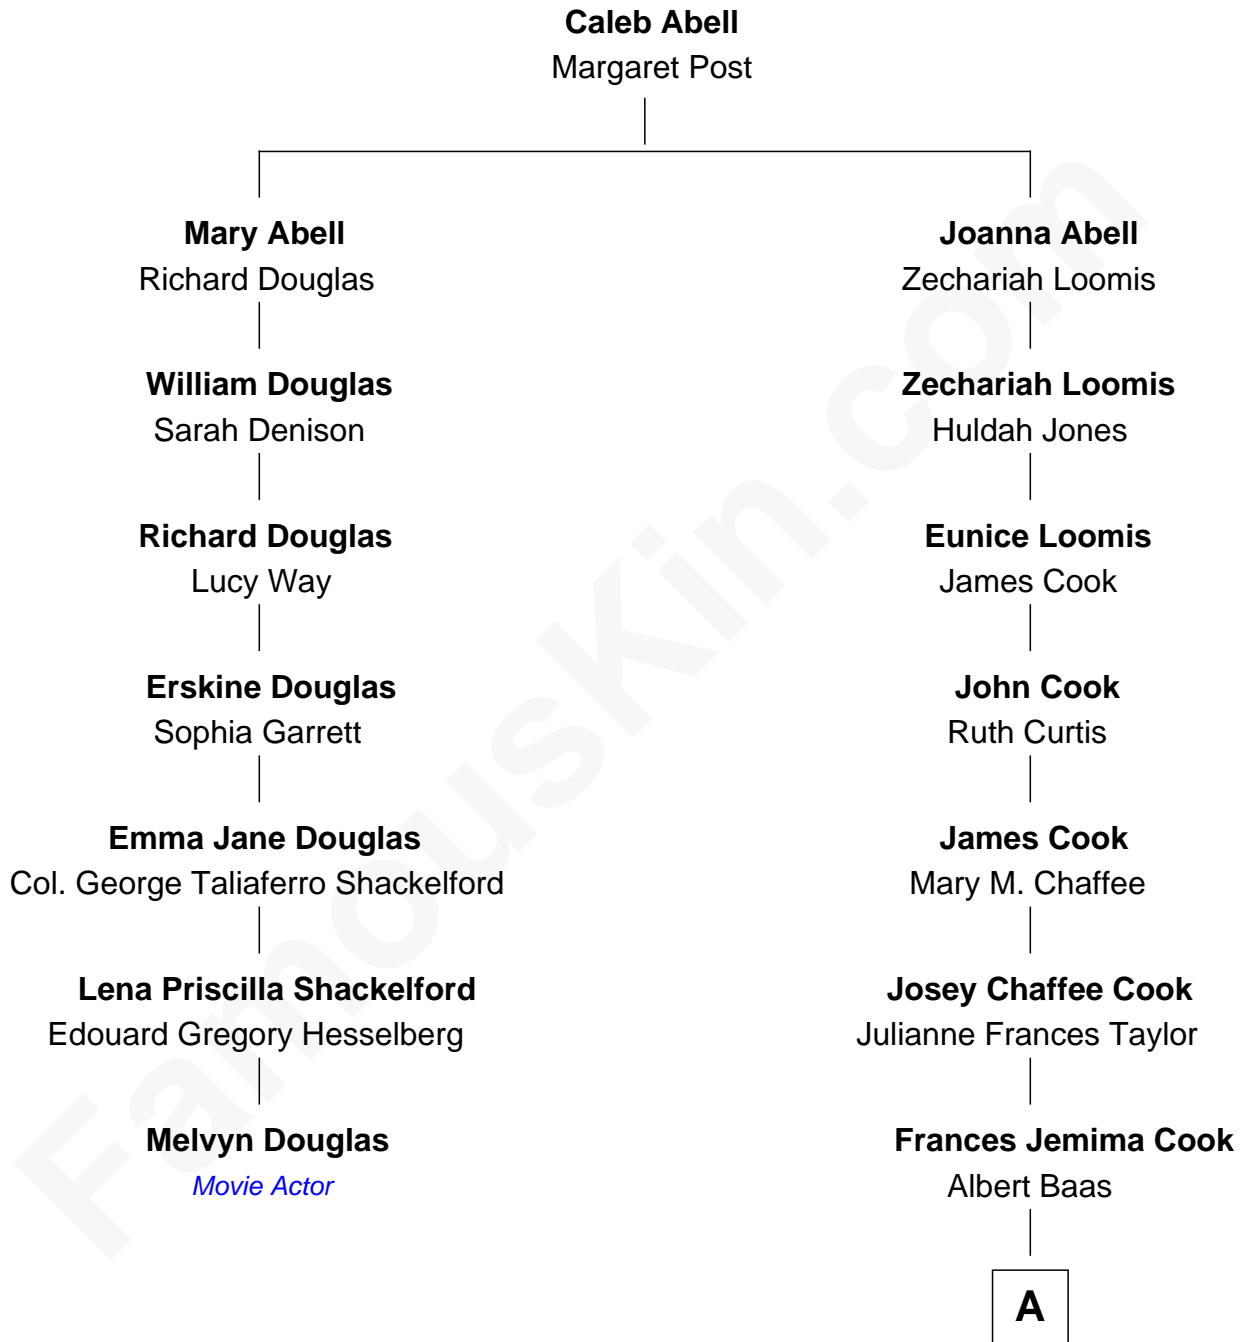 Caleb Abell
Margaret Post
Mary Abell
Richard Douglas
Joanna Abell
Zechariah Loomis
William Douglas
Sarah Denison
Zechariah Loomis
Huldah Jones
Richard Douglas
Lucy Way
Eunice Loomis
James Cook
Erskine Douglas
Sophia Garrett
John Cook
Ruth Curtis
Emma Jane Douglas
Col. George Taliaferro Shackelford
James Cook
Mary M. Chaffee
Lena Priscilla Shackelford
Edouard Gregory Hesselberg
Josey Chaffee Cook
Julianne Frances Taylor
Melvyn Douglas
Movie Actor
Frances Jemima Cook
Albert Baas
A
FamousKin.com